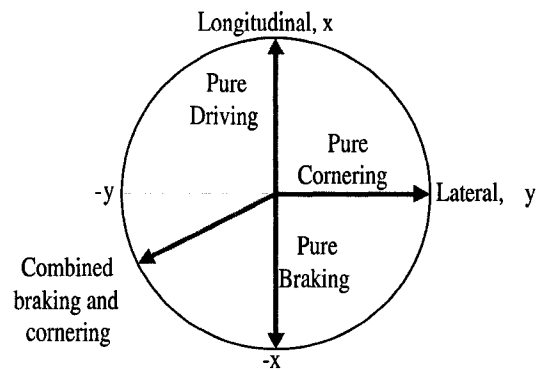 Longitudinal, x
Pure
Driving
Pure
Cornering
-y
Lateral, y
Pure
Braking
Combined
braking and
cornering
-x